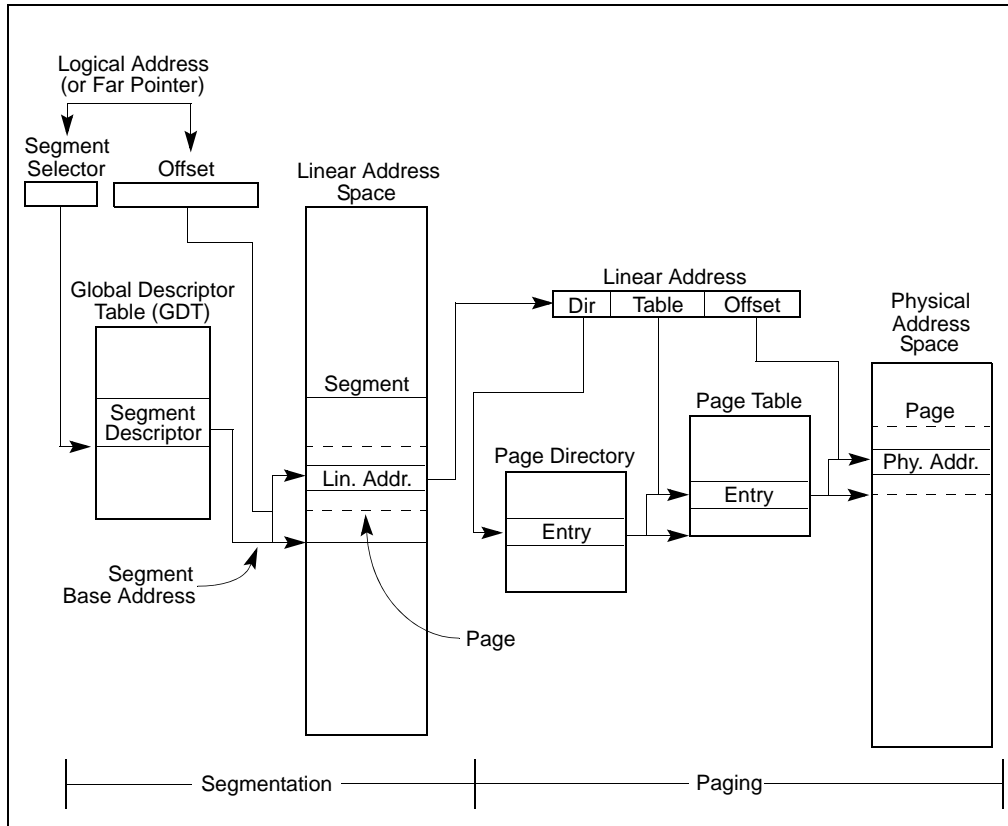 Logical Address
(or Far Pointer)
Segment
Selector
Offset
Linear Address
Space
Global Descriptor
Table (GDT)
Segment
Descriptor
Segment
Lin. Addr.
Segment
Base Address
Page
Linear Address
Dir
Table
Offset
Page Directory
Entry
Page Table
Entry
Physical
Address
Space
Page
Phy. Addr.
Segmentation
Paging